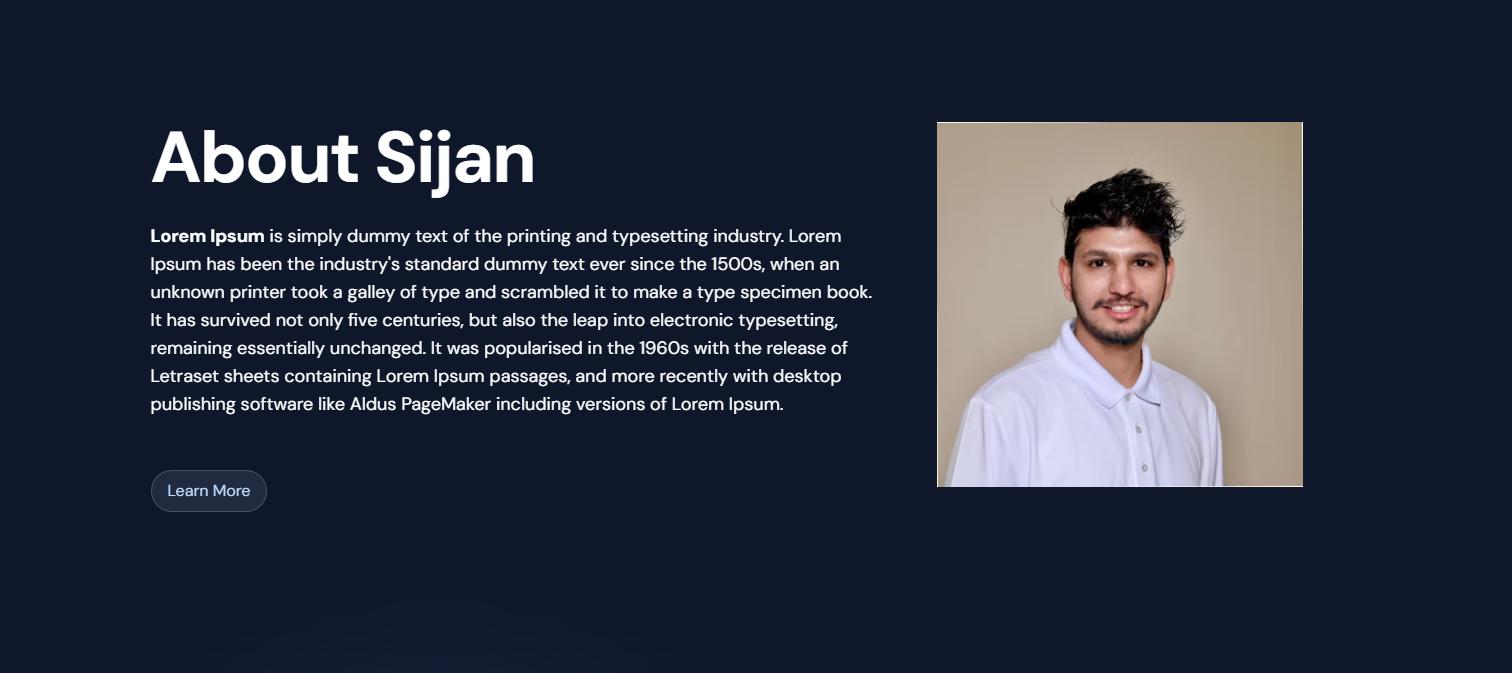 About Sijan
Lorem Ipsum is simply dummy text of the printing and typesetting industry. Lorem
Ipsum has been the industry's standard dummy text ever since the 1500s, when an
unknown printer took a galley of type and scrambled it to make a type specimen book.
It has survived not only five centuries, but also the leap into electronic typesetting,
remaining essentially unchanged. It was popularised in the 1960s with the release of
Letraset sheets containing Lorem Ipsum passages, and more recently with desktop
publishing software like Aldus PageMaker including versions of Lorem Ipsum.
Learn More